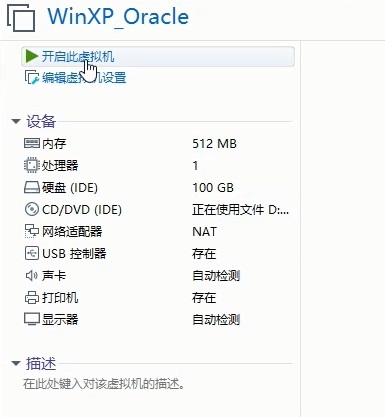 WinXP_Oracle
开启此虚拟机
编辑虚拟机设置
设备
内存 512 MB
处理器 1
硬盘 (IDE) 100 GB
CD/DVD (IDE) 正在使用文件 D:...
网络适配器 NAT
USB 控制器 存在
声卡 自动检测
打印机 存在
显示器 自动检测
描述
在此处键入对该虚拟机的描述。